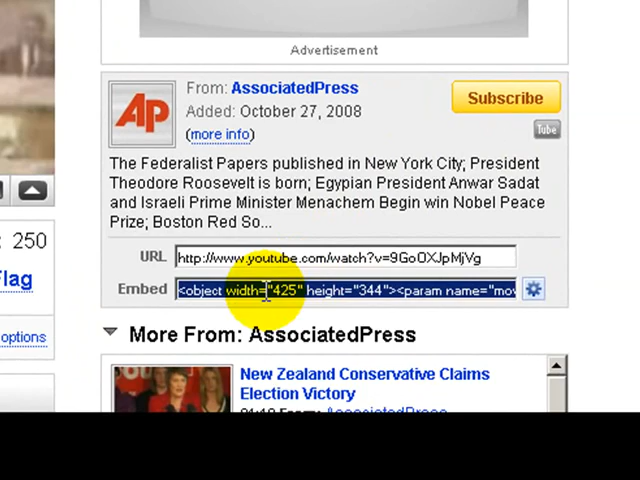 Advertisement
AP
From: AssociatedPress
Subscribe
Added: October 27, 2008
(more info)
Tube
The Federalist Papers published in New York City; President
Theodore Roosevelt is born; Egyptian President Anwar Sadat
and Israeli Prime Minister Menachem Begin win Nobel Peace
Prize; Boston Red So...
: 250
Flag
options
URL http://www.youtube.com/watch?v=9GoOXJpMjVg
Embed <object width="425" height="344"><param name="mov
More From: AssociatedPress
New Zealand Conservative Claims
Election Victory
AssociatedPress